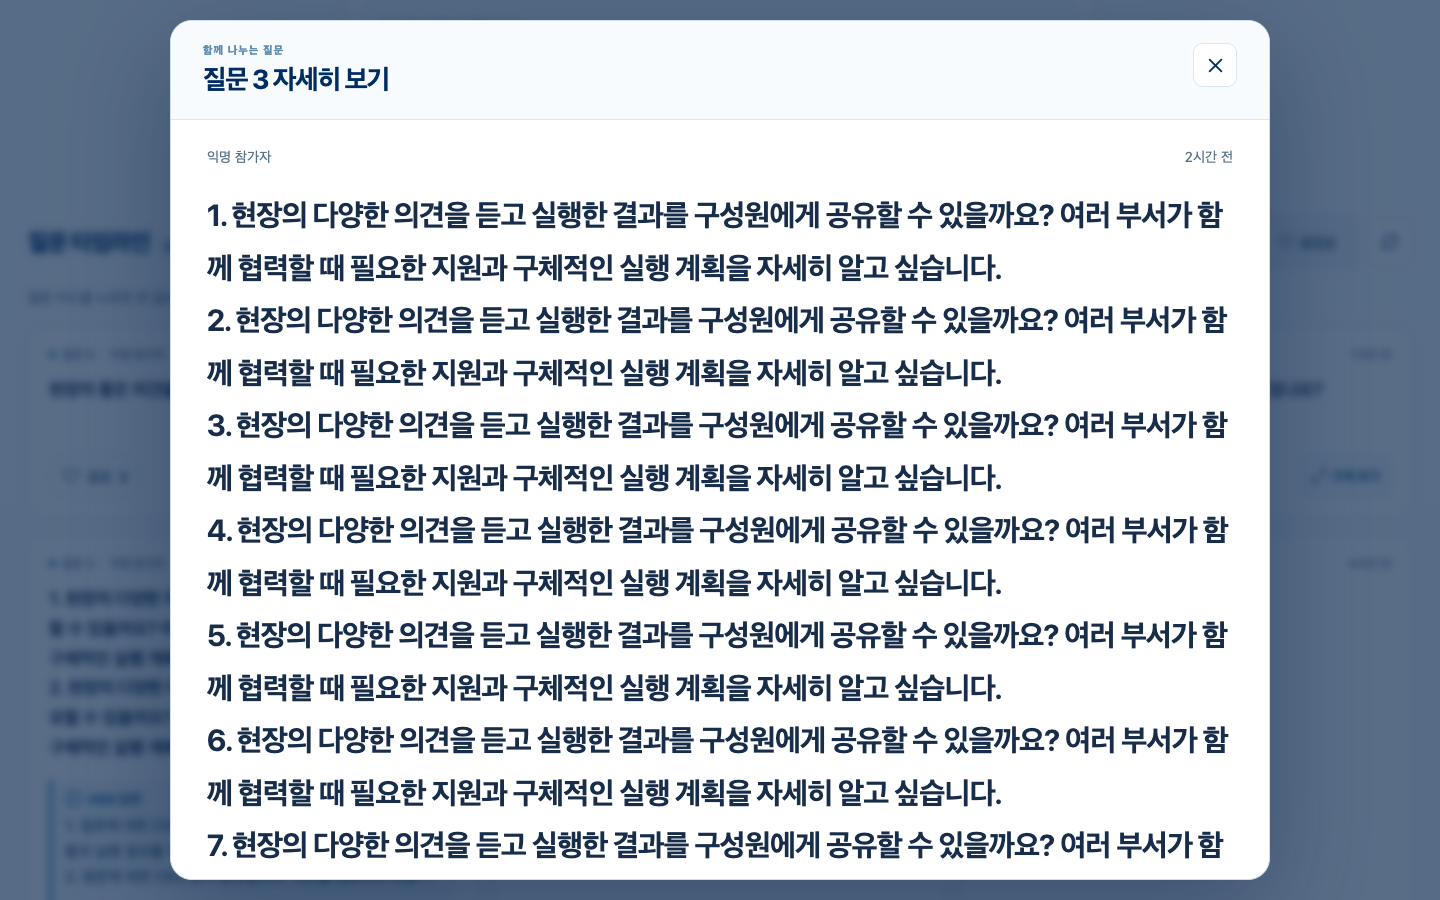 함께 나누는 질문
질문 3 자세히 보기
익명 참가자
2시간 전
1. 현장의 다양한 의견을 듣고 실행한 결과를 구성원에게 공유할 수 있을까요? 여러 부서가 함
께 협력할 때 필요한 지원과 구체적인 실행 계획을 자세히 알고 싶습니다.
2. 현장의 다양한 의견을 듣고 실행한 결과를 구성원에게 공유할 수 있을까요? 여러 부서가 함
께 협력할 때 필요한 지원과 구체적인 실행 계획을 자세히 알고 싶습니다.
3. 현장의 다양한 의견을 듣고 실행한 결과를 구성원에게 공유할 수 있을까요? 여러 부서가 함
께 협력할 때 필요한 지원과 구체적인 실행 계획을 자세히 알고 싶습니다.
4. 현장의 다양한 의견을 듣고 실행한 결과를 구성원에게 공유할 수 있을까요? 여러 부서가 함
께 협력할 때 필요한 지원과 구체적인 실행 계획을 자세히 알고 싶습니다.
5. 현장의 다양한 의견을 듣고 실행한 결과를 구성원에게 공유할 수 있을까요? 여러 부서가 함
께 협력할 때 필요한 지원과 구체적인 실행 계획을 자세히 알고 싶습니다.
6. 현장의 다양한 의견을 듣고 실행한 결과를 구성원에게 공유할 수 있을까요? 여러 부서가 함
께 협력할 때 필요한 지원과 구체적인 실행 계획을 자세히 알고 싶습니다.
7. 현장의 다양한 의견을 듣고 실행한 결과를 구성원에게 공유할 수 있을까요? 여러 부서가 함